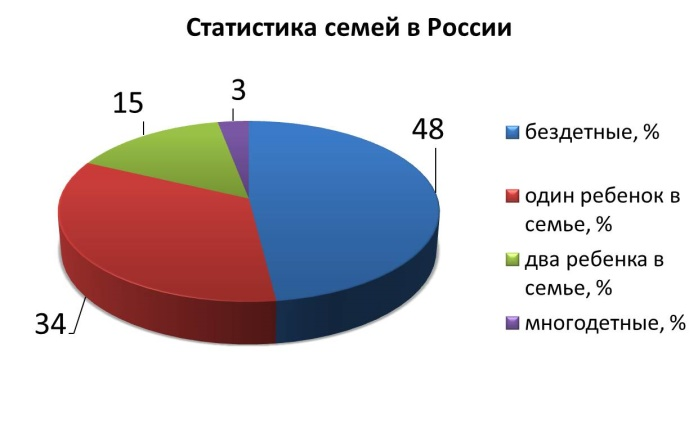 Статистика семей в России
15
3
48
34
бездетные, %
один ребенок в
семье, %
два ребенка в
семье, %
многодетные, %